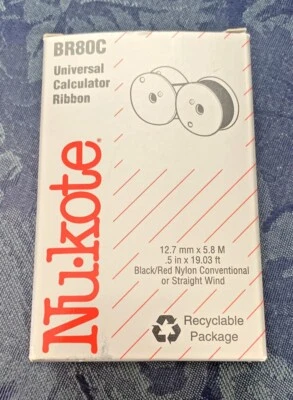 BR80C
Universal
Calculator
Ribbon
Nu·kote
12.7 mm x 5.8 M
.5 in x 19.03 ft
Black/Red Nylon Conventional
or Straight Wind
Recyclable
Package